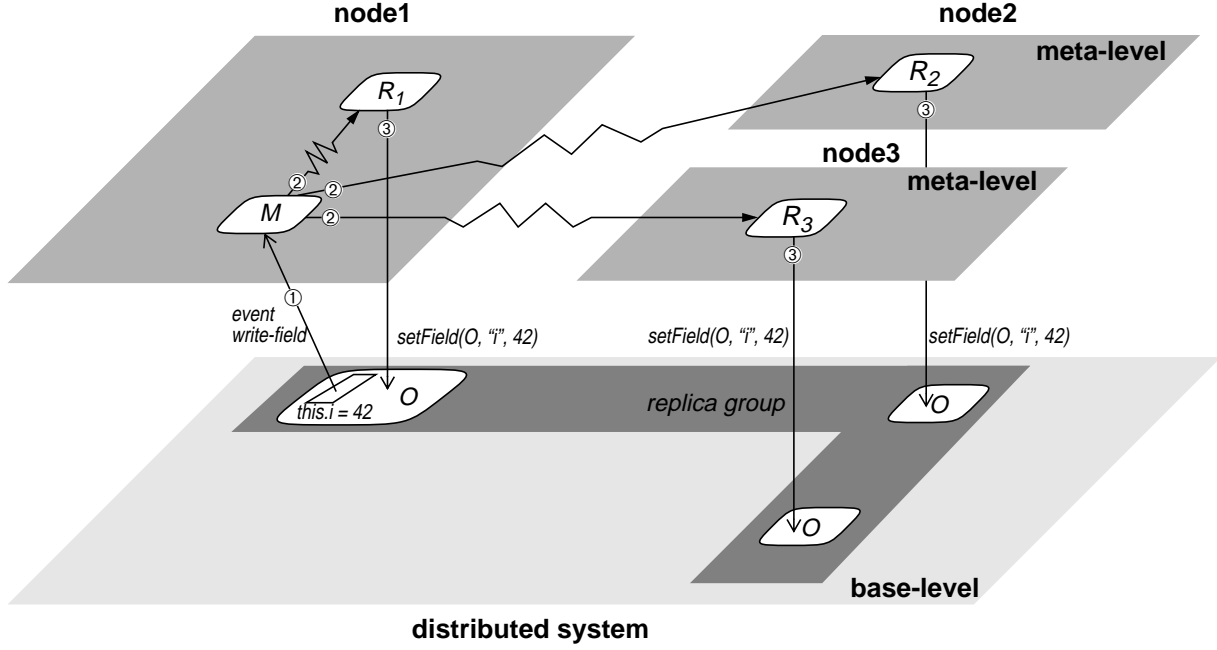 node1
node2
meta-level
R1
R2
③
③
node3
meta-level
②
②
M
②
R3
③
①
event
write-field
setField(O, “i”, 42)
setField(O, “i”, 42)
setField(O, “i”, 42)
O
this.i = 42
replica group
O
O
base-level
distributed system